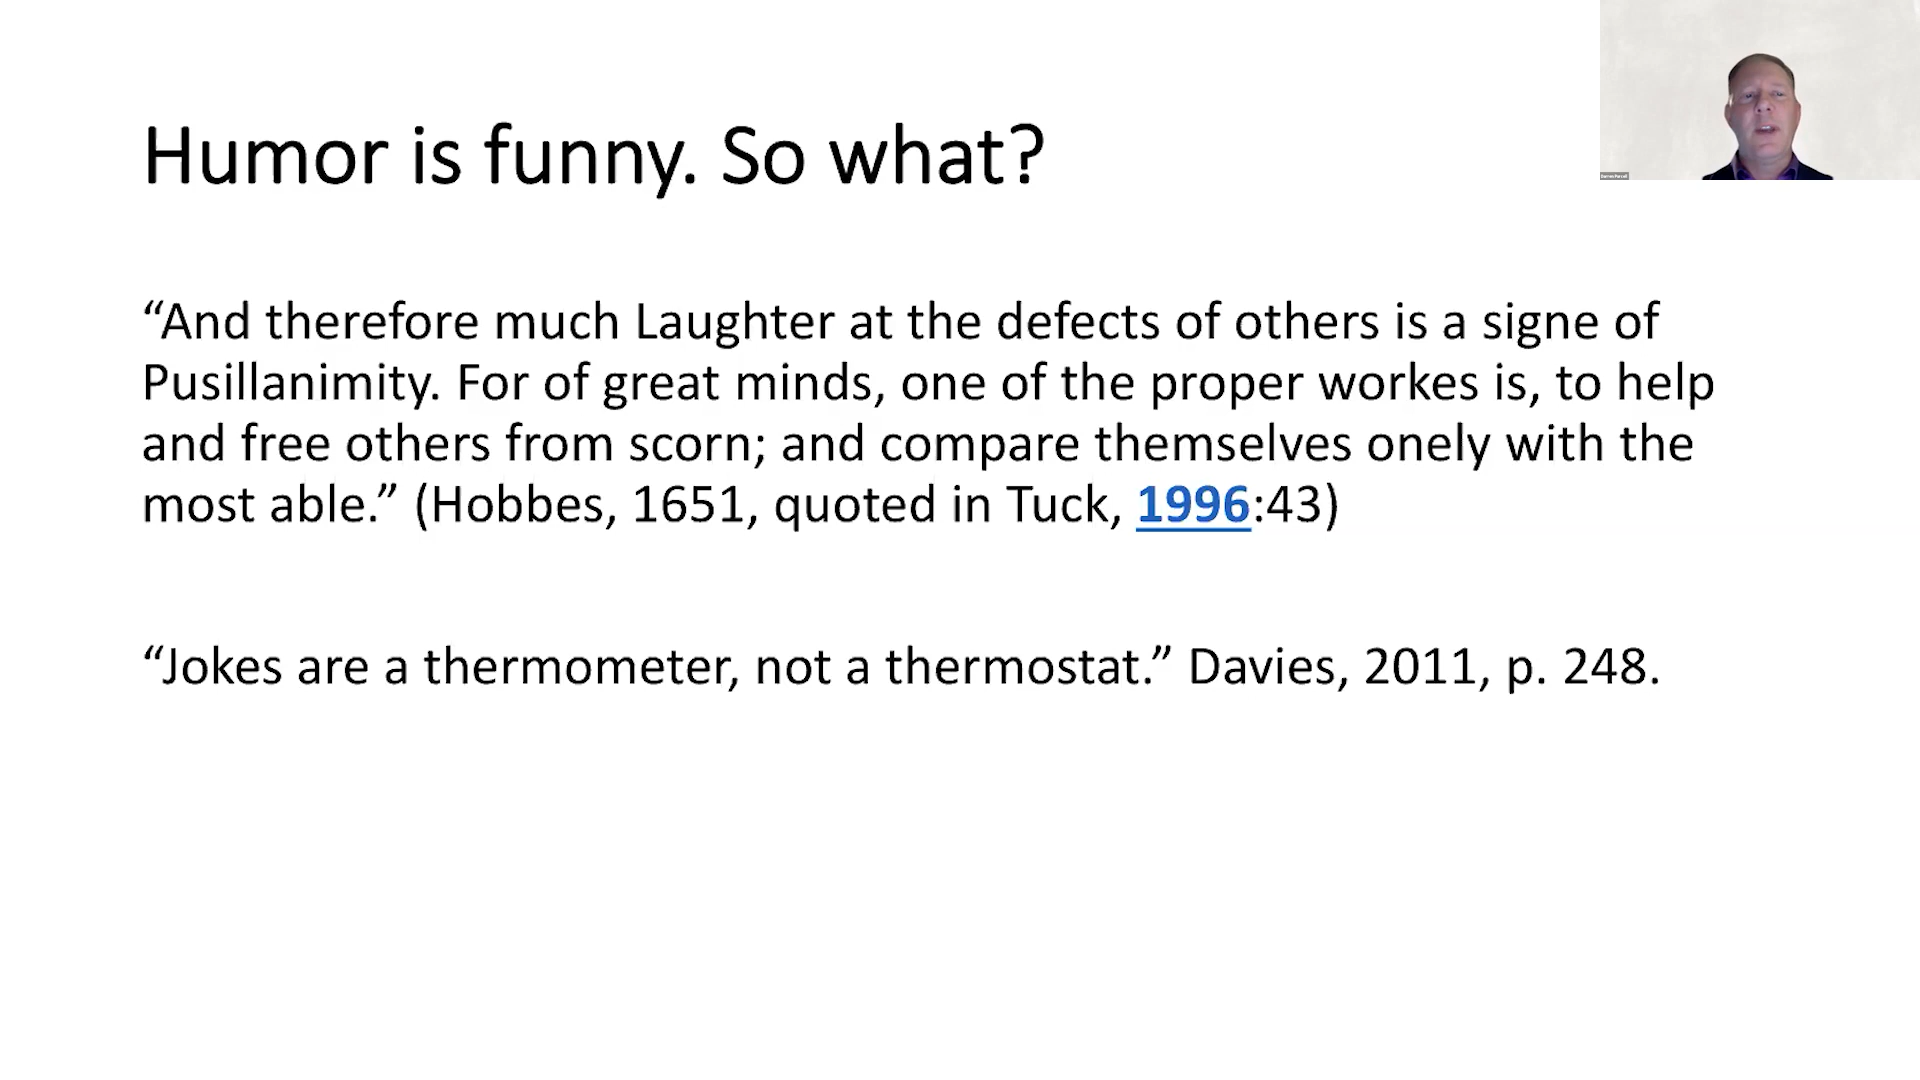 Humor is funny. So what?
“And therefore much Laughter at the defects of others is a signe of
Pusillanimity. For of great minds, one of the proper workes is, to help
and free others from scorn; and compare themselves onely with the
most able.” (Hobbes, 1651, quoted in Tuck, 1996:43)
“Jokes are a thermometer, not a thermostat.” Davies, 2011, p. 248.